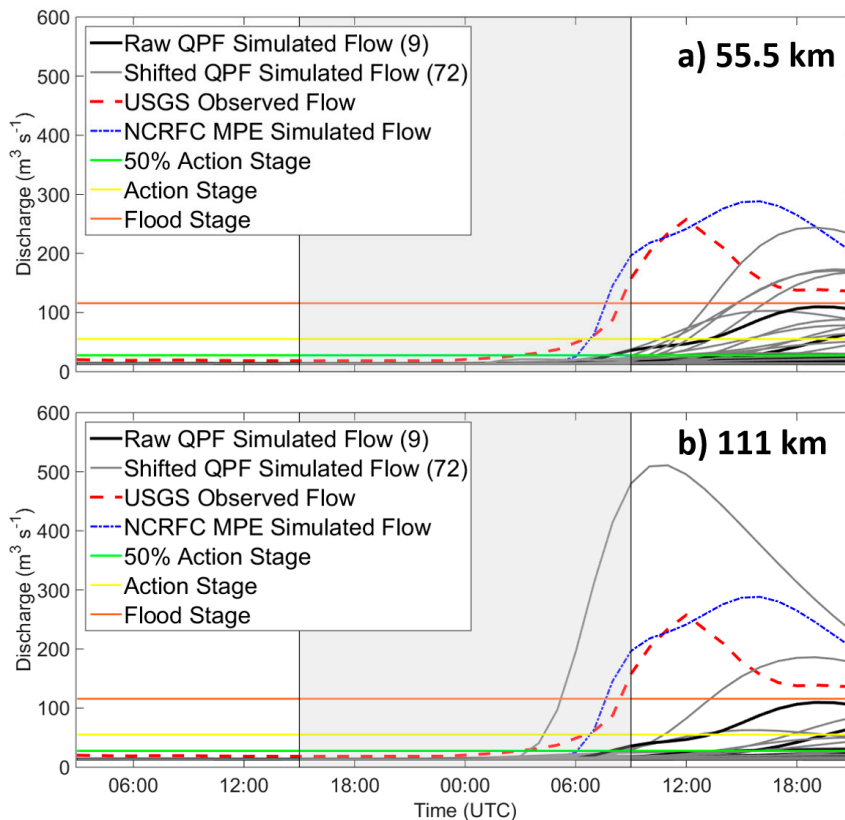 600
500
400
300
200
100
0
Discharge (m³ s⁻¹)
Raw QPF Simulated Flow (9)
Shifted QPF Simulated Flow (72)
USGS Observed Flow
NCRFC MPE Simulated Flow
50% Action Stage
Action Stage
Flood Stage
a) 55.5 km
600
500
400
300
200
100
0
Discharge (m³ s⁻¹)
Raw QPF Simulated Flow (9)
Shifted QPF Simulated Flow (72)
USGS Observed Flow
NCRFC MPE Simulated Flow
50% Action Stage
Action Stage
Flood Stage
b) 111 km
06:00 12:00 18:00 00:00 06:00 12:00 18:00
Time (UTC)